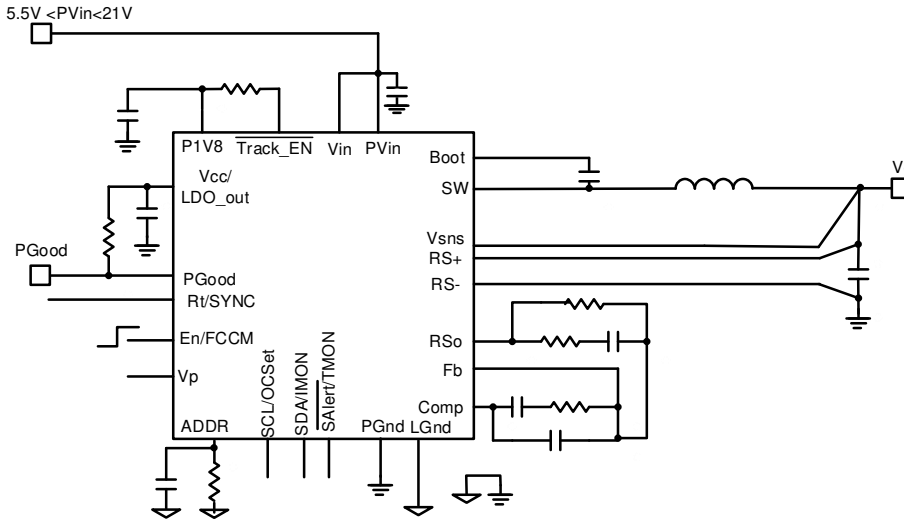 5.5V <PVin<21V
P1V8
Track_EN
Vin
PVin
Boot
Vcc/
LDO_out
SW
Vsns
RS+
RS-
PGood
PGood
Rt/SYNC
En/FCCM
Vp
RSo
Fb
Comp
ADDR
SCL/OCSet
SDA/IMON
SAlert/TMON
PGnd
LGnd
V